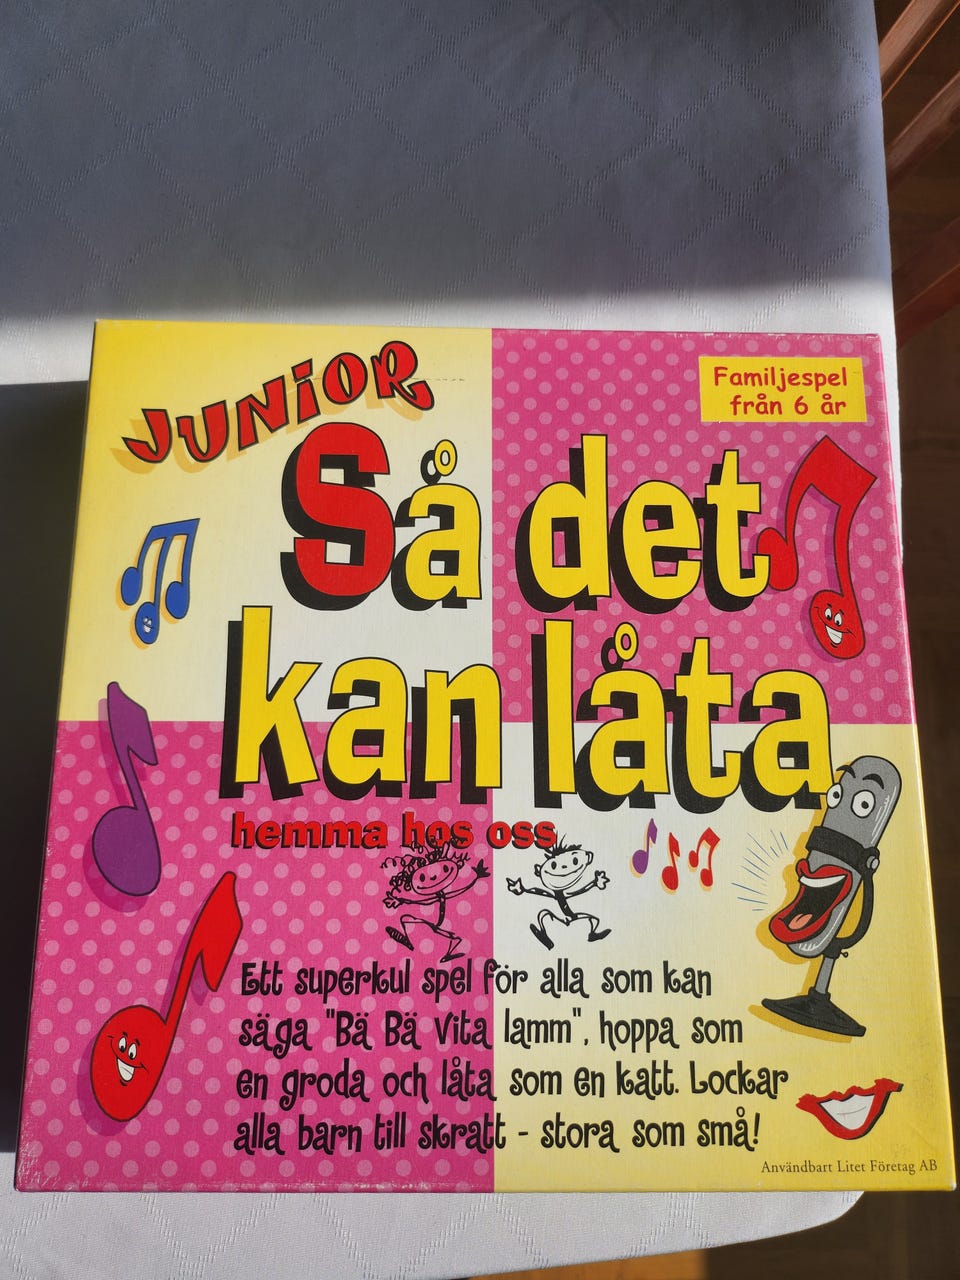 JUNiOR
Familjespel
från 6 år
Så det
kan låta
hemma hos oss
Ett superkul spel för alla som kan
säga "Bä Bä Vita lamm", hoppa som
en groda och låta som en katt. Lockar
alla barn till skratt - stora som små!
Användbart Litet Företag AB